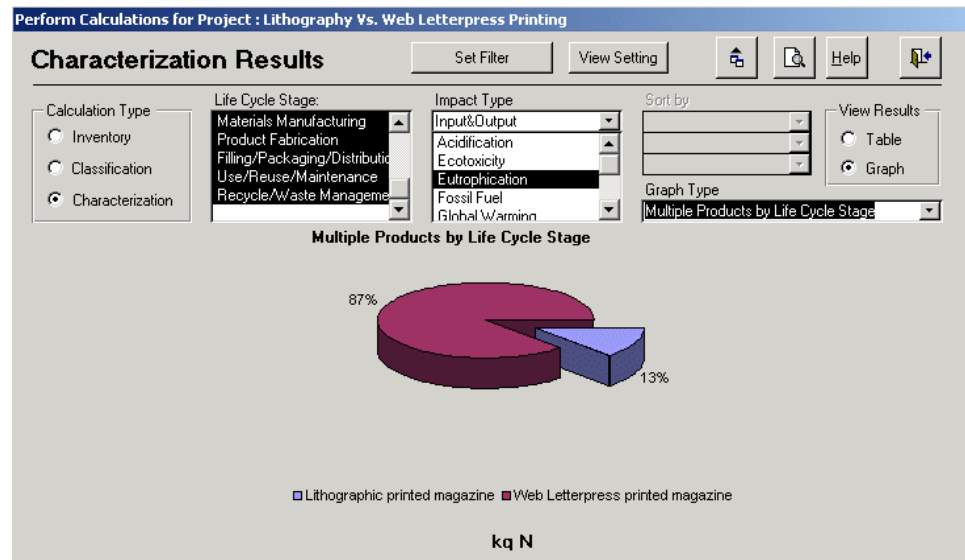 Perform Calculations for Project : Lithography Vs. Web Letterpress Printing
Characterization Results
Set Filter
View Setting
Help
Calculation Type
Inventory
Classification
Characterization
Life Cycle Stage:
Materials Manufacturing
Product Fabrication
Filling/Packaging/Distributic
Use/Reuse/Maintenance
Recycle/Waste Manageme
Impact Type
Input&Output
Acidification
Ecotoxicity
Eutrophication
Fossil Fuel
Global Warming
Sort by
Graph Type
Multiple Products by Life Cycle Stage
View Results
Table
Graph
Multiple Products by Life Cycle Stage
87%
13%
Lithographic printed magazine Web Letterpress printed magazine
kg N